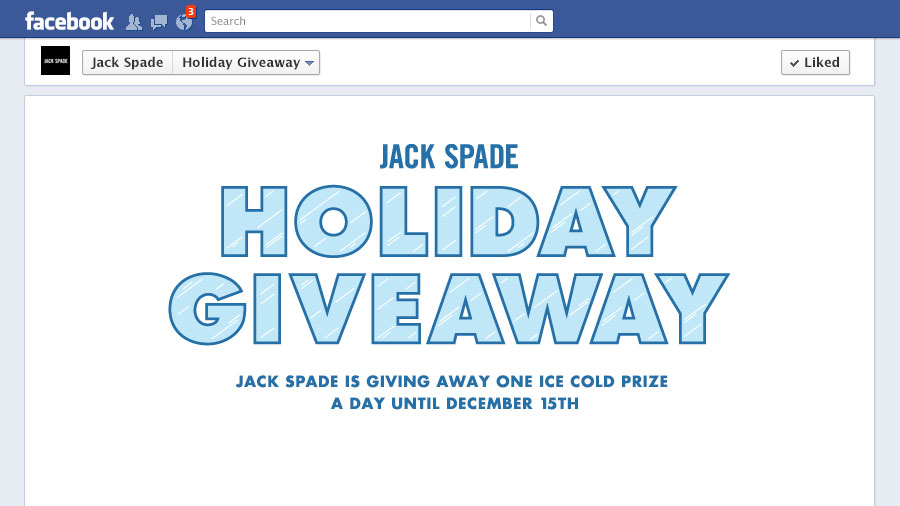 facebook
3
Search
JACK SPADE
Jack Spade
Holiday Giveaway
Liked
JACK SPADE
HOLIDAY
GIVEAWAY
JACK SPADE IS GIVING AWAY ONE ICE COLD PRIZE
A DAY UNTIL DECEMBER 15TH